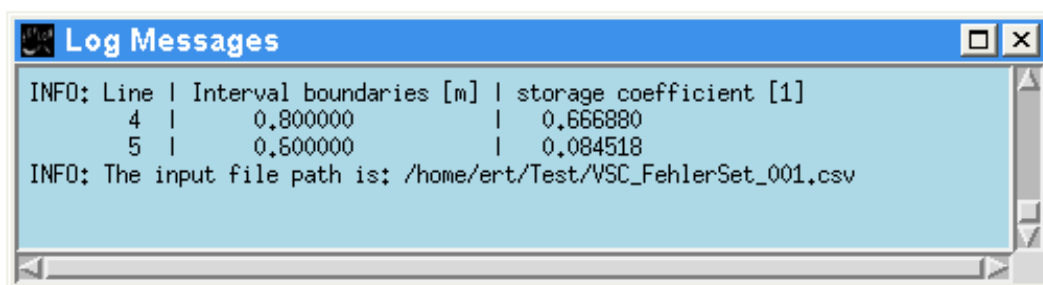 Log Messages
INFO: Line | Interval boundaries [m] | storage coefficient [1]
4 | 0.800000 | 0.666880
5 | 0.600000 | 0.084518
INFO: The input file path is: /home/ert/Test/VSC_FehlerSet_001.csv